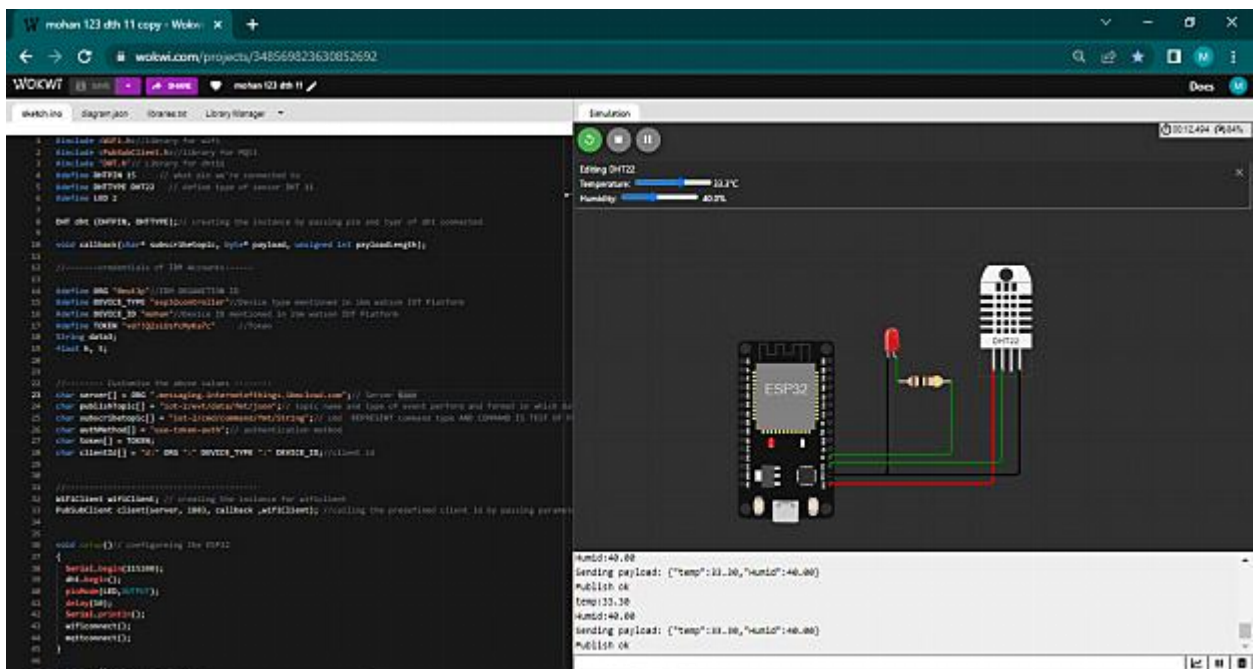 mohan 123 dth 11 copy - Wokwi
wokwi.com/projects/348569823630852692
WOKWI SAVE SHARE mohan 123 dth 11 Docs M
sketch.ino diagram.json libraries.txt Library Manager
#include <WiFi.h>//library for wifi
#include <PubSubClient.h>//library for MQTT
#include "DHT.h"// Library for dht11
#define DHTPIN 15 // what pin we're connected to
#define DHTTYPE DHT22 // define type of sensor DHT 11
#define LED 2
DHT dht (DHTPIN, DHTTYPE);// creating the instance by passing pin and typr of dht connected
void callback(char* subscribetopic, byte* payload, unsigned int payloadLength);
//-------credentials of IBM Accounts------
#define ORG //IBM ORGANITION ID
#define DEVICE_TYPE //Device type mentioned in ibm watson IOT Platform
#define DEVICE_ID "mohan"//Device ID mentioned in ibm watson IOT Platform
#define TOKEN //Token
String data3;
float h, t;
//-------- Customise the above values --------
char server[] = ORG ".messaging.internetofthings.ibmcloud.com";// Server Name
char publishTopic[] = "iot-2/evt/data/fmt/json";// topic name and type of event perform and format in which
char subscribetopic[] = "iot-2/cmd/command/fmt/String";// cmd REPRESENT command type AND COMMAND IS TEST OF
char authMethod[] = "use-token-auth";// authentication method
char token[] = TOKEN;
char clientId[] = "d:" ORG ":" DEVICE_TYPE ":" DEVICE_ID;//client id
WiFiClient wifiClient; // creating the instance for wificlient
PubSubClient client(server, 1883, callback ,wifiClient); //calling the predefined client id by passing
void setup()// configureing the ESP32
{
Serial.begin(115200);
dht.begin();
pinMode(LED,OUTPUT);
delay(10);
Serial.println();
wificonnect();
mqttconnect();
}
Simulation
00:12.494 84%
Editing DHT22
Temperature: 33.3°C
Humidity: 40.0%
DHT22
ESP32
Humid:40.00
Sending payload: {"temp":33.30,"Humid":40.00}
Publish ok
temp:33.30
Humid:40.00
Sending payload: {"temp":33.30,"Humid":40.00}
Publish ok